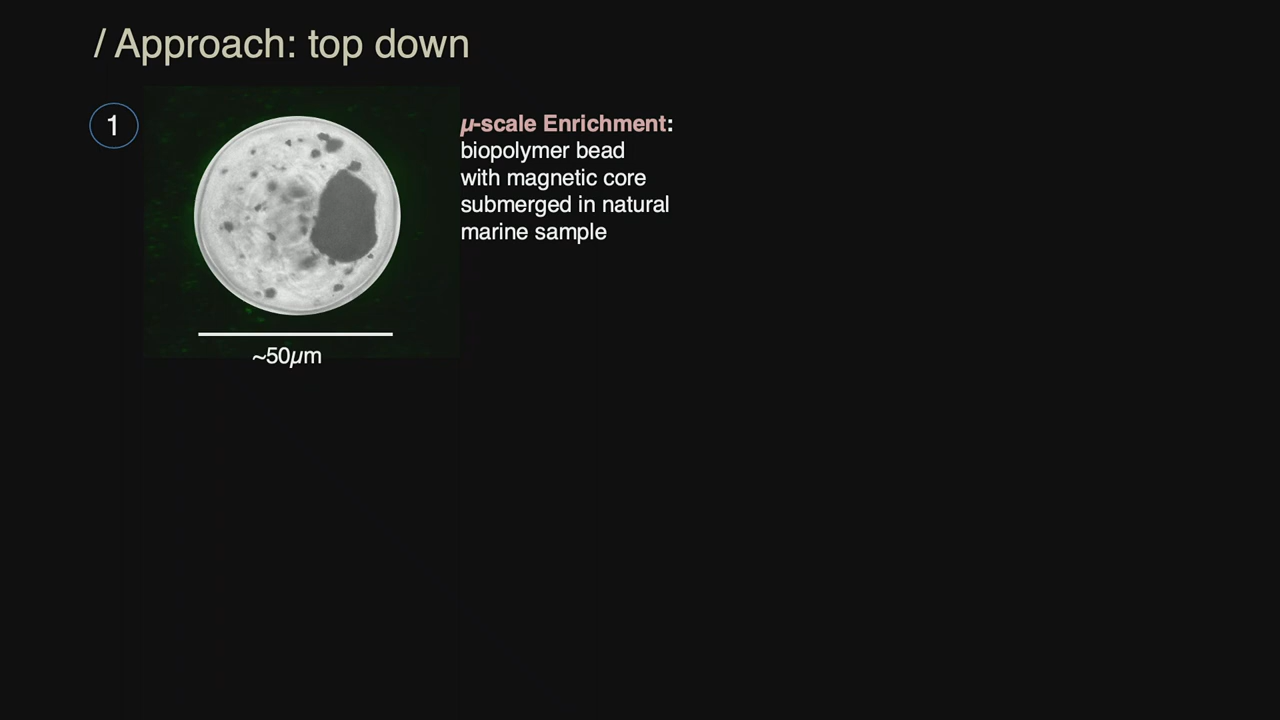 / Approach: top down
1
µ-scale Enrichment:
biopolymer bead
with magnetic core
submerged in natural
marine sample
~50µm